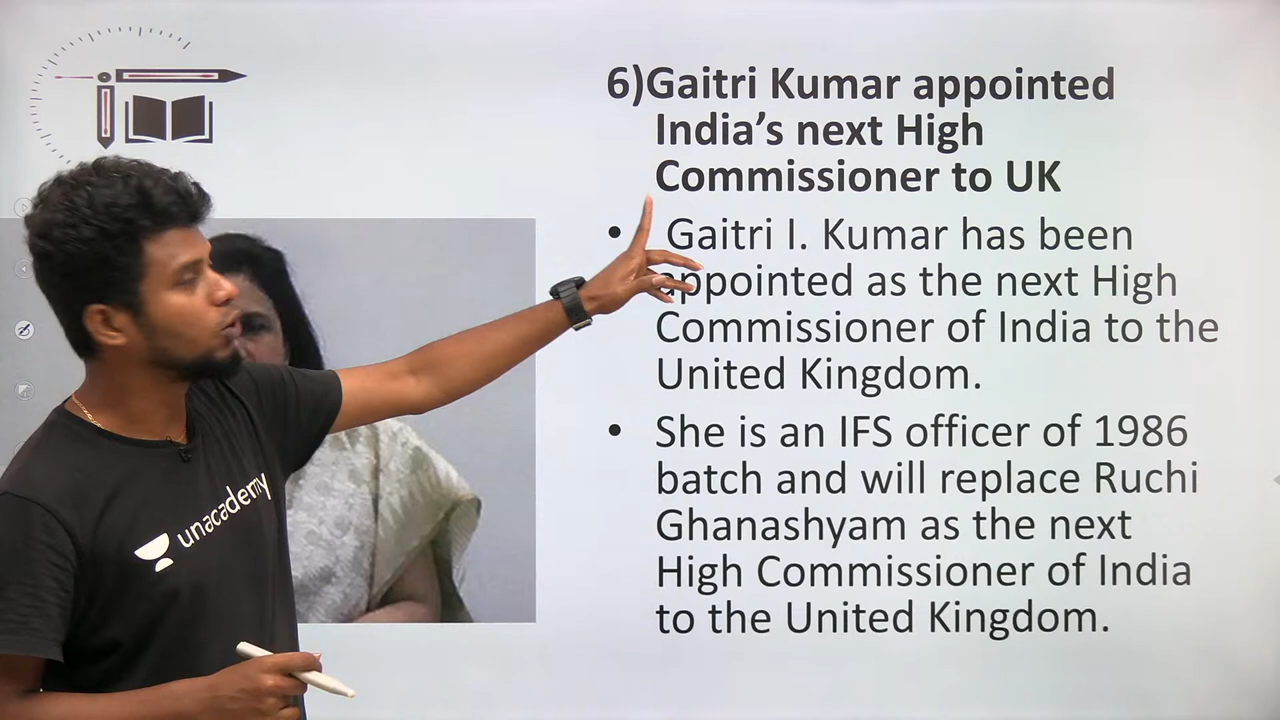 6)Gaitri Kumar appointed
India’s next High
Commissioner to UK
• Gaitri I. Kumar has been
appointed as the next High
Commissioner of India to the
United Kingdom.
• She is an IFS officer of 1986
batch and will replace Ruchi
Ghanashyam as the next
High Commissioner of India
to the United Kingdom.
unacademy